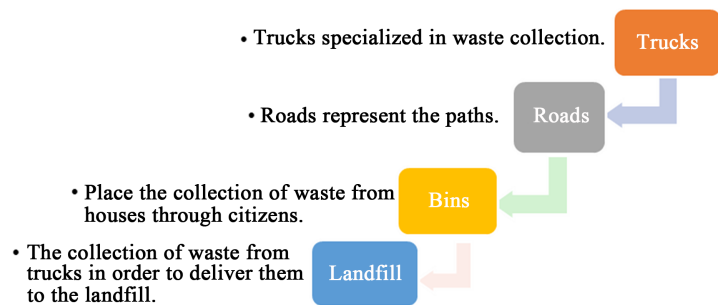 • Trucks specialized in waste collection.
Trucks
• Roads represent the paths.
Roads
• Place the collection of waste from
houses through citizens.
Bins
• The collection of waste from
trucks in order to deliver them
to the landfill.
Landfill